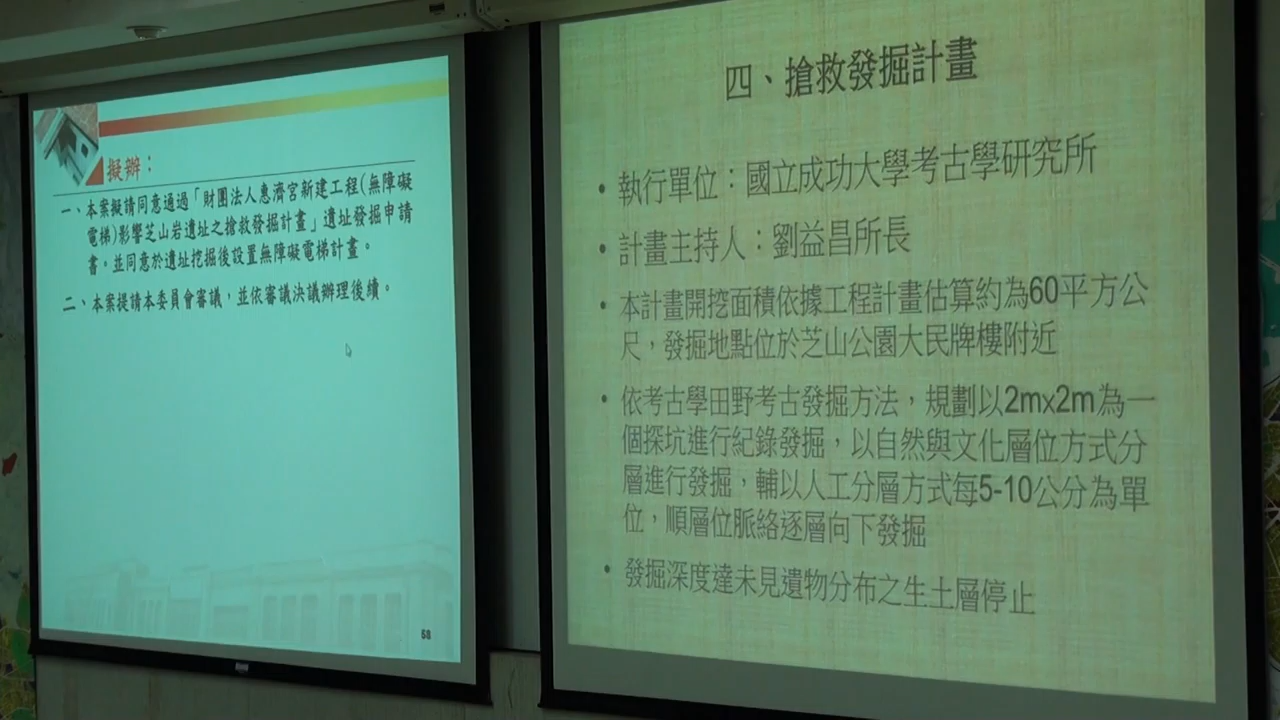 擬辦：
一、本案擬請同意通過「財團法人惠濟宮新建工程(無障礙
電梯)影響芝山岩遺址之搶救發掘計畫」遺址發掘申請
書。並同意於遺址挖掘後設置無障礙電梯計畫。
二、本案提請本委員會審議，並依審議決議辦理後續。
68
四、搶救發掘計畫
• 執行單位：國立成功大學考古學研究所
• 計畫主持人：劉益昌所長
• 本計畫開挖面積依據工程計畫估算約為60平方公
尺，發掘地點位於芝山公園大民牌樓附近
• 依考古學田野考古發掘方法，規劃以2mx2m為一
個探坑進行紀錄發掘，以自然與文化層位方式分
層進行發掘，輔以人工分層方式每5-10公分為單
位，順層位脈絡逐層向下發掘
• 發掘深度達未見遺物分布之生土層停止